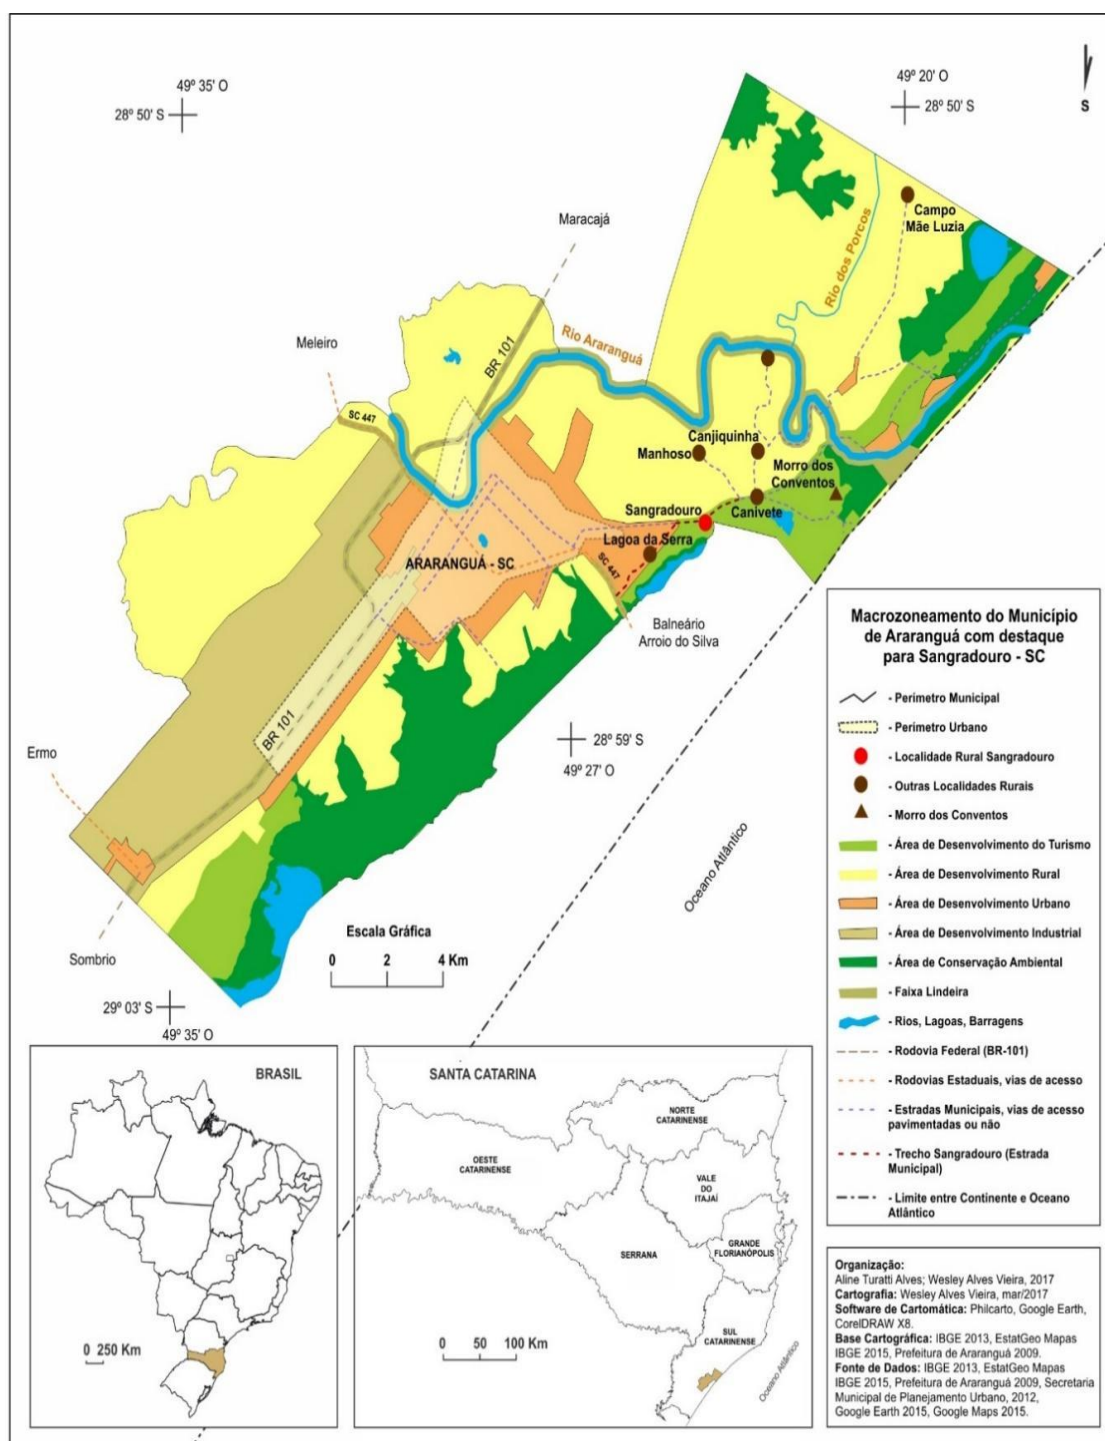 49º 35' O
28º 50' S
49º 20' O
28º 50' S
S
Campo
Mãe Luzia
Rio dos Porcos
Maracajá
Meleiro
BR 101
Rio Araranguá
SC 447
Canjiquinha
Manhoso
Morro dos
Conventos
Sangradouro
Canivete
Lagoa da Serra
SC 447
ARARANGUÁ - SC
Balneário
Arroio do Silva
BR 101
28º 59' S
49º 27' O
Ermo
Oceano Atlântico
Sombrio
Escala Gráfica
0 2 4 Km
29º 03' S
49º 35' O
Macrozoneamento do Município
de Araranguá com destaque
para Sangradouro - SC
- Perímetro Municipal
- Perímetro Urbano
- Localidade Rural Sangradouro
- Outras Localidades Rurais
- Morro dos Conventos
- Área de Desenvolvimento do Turismo
- Área de Desenvolvimento Rural
- Área de Desenvolvimento Urbano
- Área de Desenvolvimento Industrial
- Área de Conservação Ambiental
- Faixa Lindeira
- Rios, Lagoas, Barragens
- Rodovia Federal (BR-101)
- Rodovias Estaduais, vias de acesso
- Estradas Municipais, vias de acesso
pavimentadas ou não
- Trecho Sangradouro (Estrada
Municipal)
- Limite entre Continente e Oceano
Atlântico
BRASIL
0 250 Km
SANTA CATARINA
NORTE
CATARINENSE
OESTE
CATARINENSE
VALE
DO
ITAJAÍ
GRANDE
FLORIANÓPOLIS
SERRANA
SUL
CATARINENSE
0 50 100 Km
Oceano Atlântico
Organização:
Aline Turatti Alves; Wesley Alves Vieira, 2017
Cartografia: Wesley Alves Vieira, mar/2017
Software de Cartomática: Philcarto, Google Earth,
CorelDRAW X8.
Base Cartográfica: IBGE 2013, EstatGeo Mapas
IBGE 2015, Prefeitura de Araranguá 2009.
Fonte de Dados: IBGE 2013, EstatGeo Mapas
IBGE 2015, Prefeitura de Araranguá 2009, Secretaria
Municipal de Planejamento Urbano, 2012,
Google Earth 2015, Google Maps 2015.